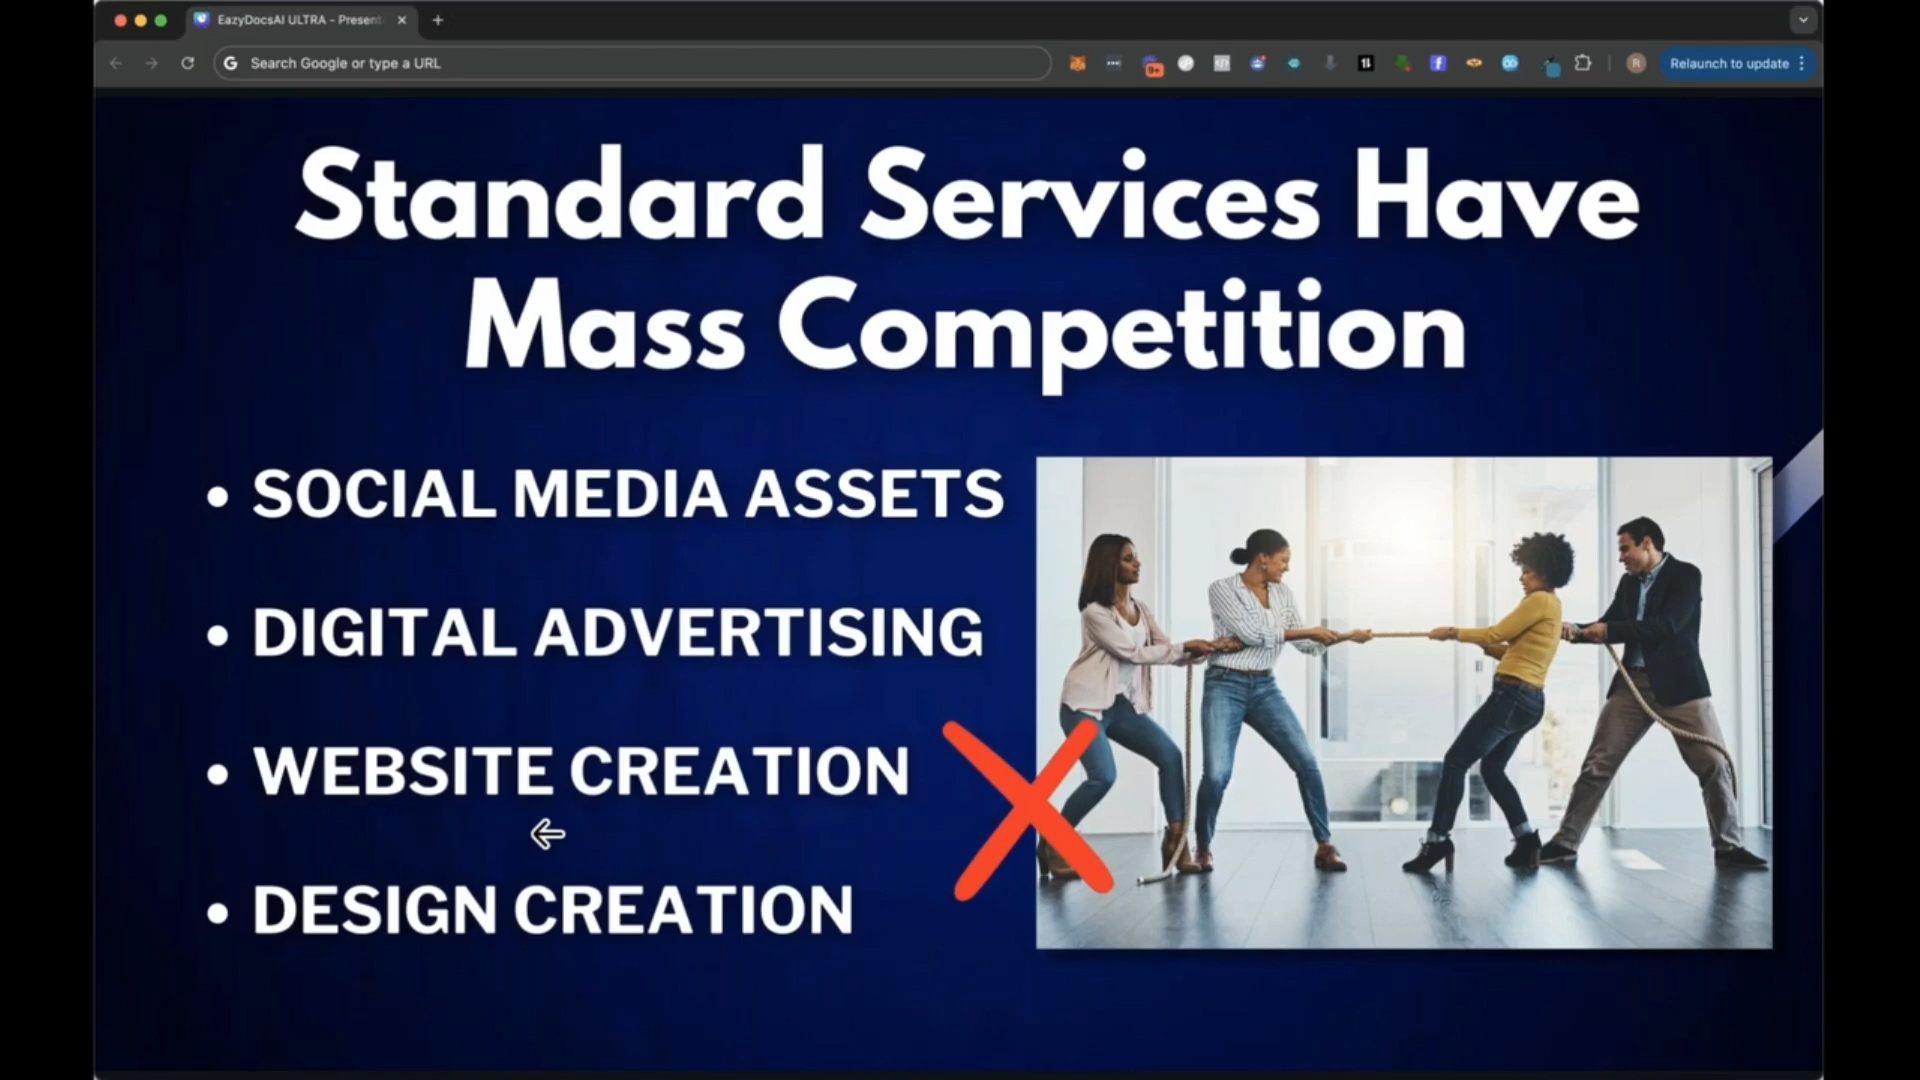 EazyDocsAI ULTRA - Present
Search Google or type a URL
9+
R
Relaunch to update
Standard Services Have
Mass Competition
• SOCIAL MEDIA ASSETS
• DIGITAL ADVERTISING
• WEBSITE CREATION
• DESIGN CREATION